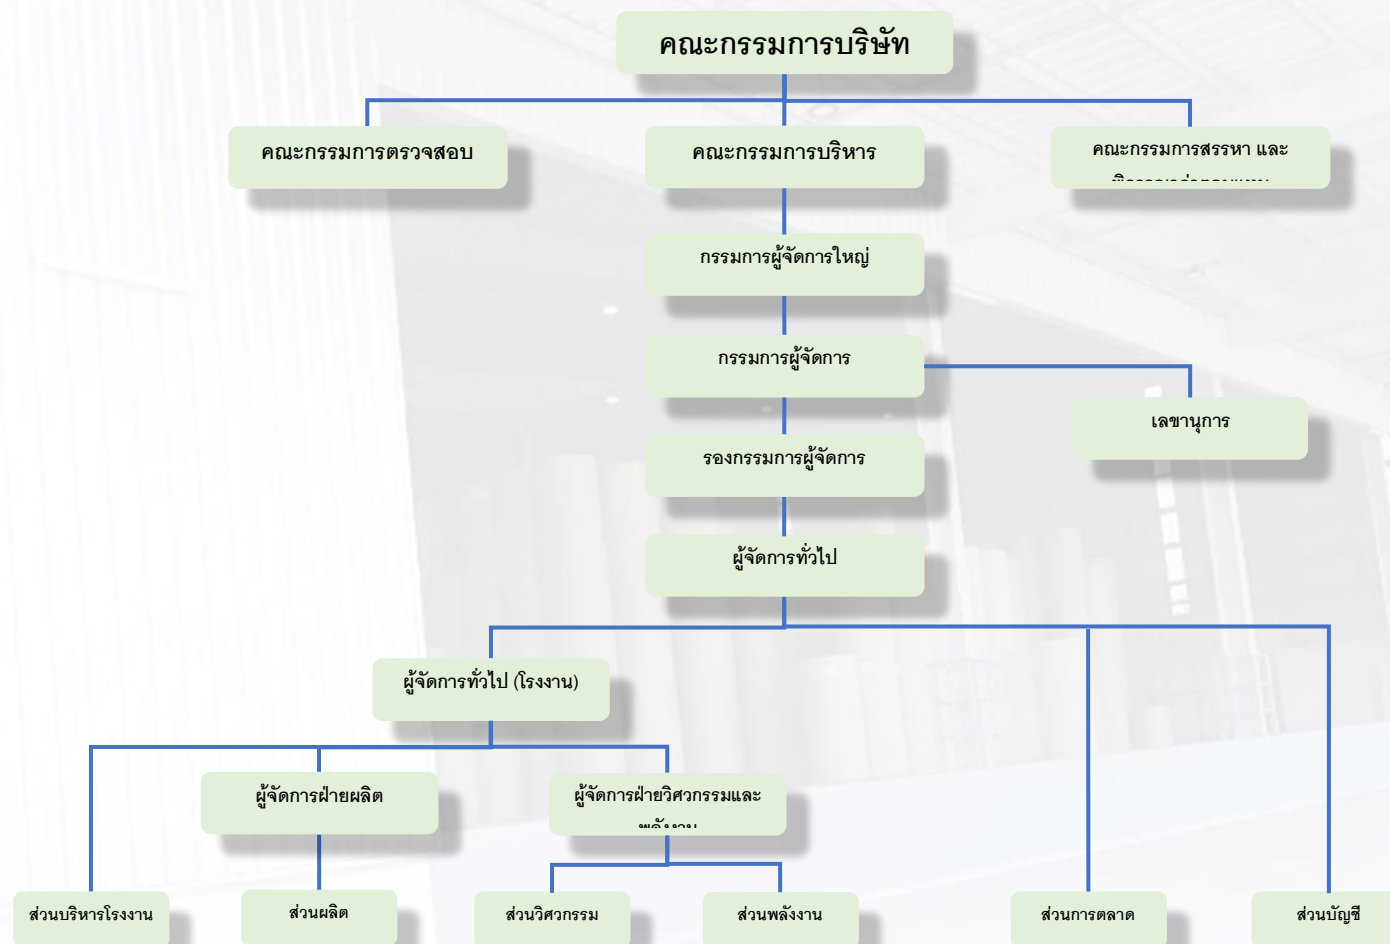 คณะกรรมการบริษัท
คณะกรรมการตรวจสอบ
คณะกรรมการบริหาร
คณะกรรมการสรรหา และ
กรรมการผู้จัดการใหญ่
กรรมการผู้จัดการ
เลขานุการ
รองกรรมการผู้จัดการ
ผู้จัดการทั่วไป
ผู้จัดการทั่วไป (โรงงาน)
ผู้จัดการฝ่ายผลิต
ผู้จัดการฝ่ายวิศวกรรมและ
พลังงาน
ส่วนบริหารโรงงาน
ส่วนผลิต
ส่วนวิศวกรรม
ส่วนพลังงาน
ส่วนการตลาด
ส่วนบัญชี